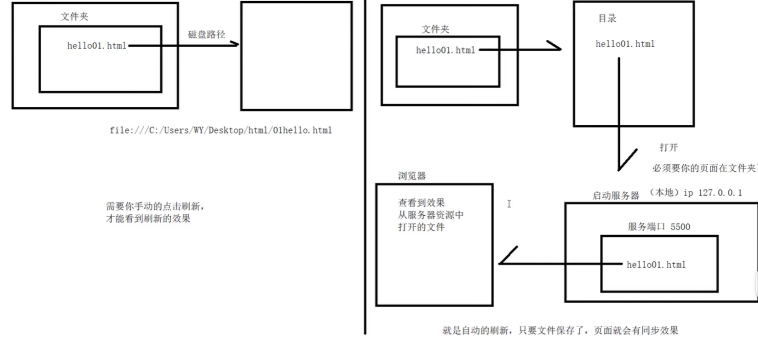 文件夹
hello01.html
磁盘路径
file:///C:/Users/WY/Desktop/html/01hello.html
需要你手动的点击刷新，
才能看到刷新的效果
文件夹
hello01.html
目录
hello01.html
打开
必须要你的页面在文件夹
浏览器
查看到效果
从服务器资源中
打开的文件
启动服务器 （本地）ip 127.0.0.1
服务端口 5500
hello01.html
就是自动的刷新，只要文件保存了，页面就会有同步效果